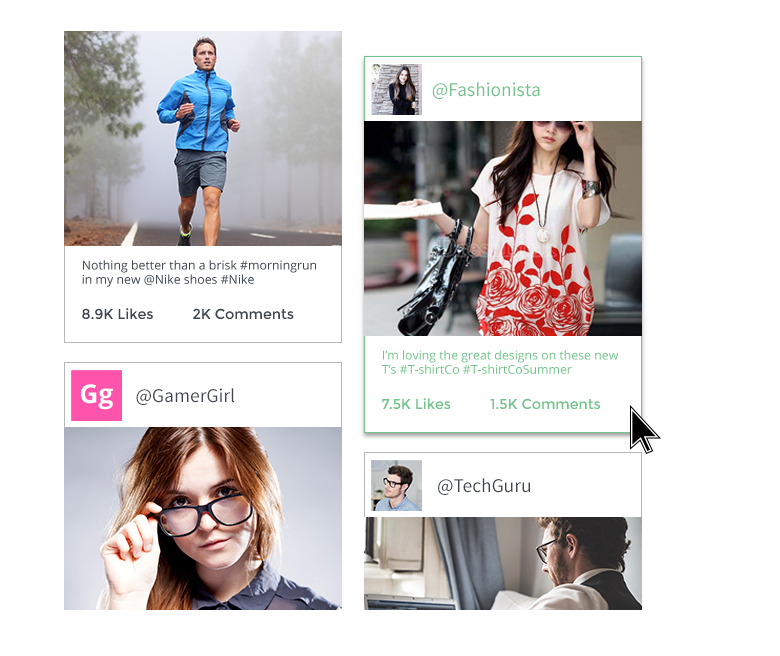 Nothing better than a brisk #morningrun
in my new @Nike shoes #Nike
8.9K Likes 2K Comments
Gg @GamerGirl
@Fashionista
I'm loving the great designs on these new
T's #T-shirtCo #T-shirtCoSummer
7.5K Likes 1.5K Comments
@TechGuru